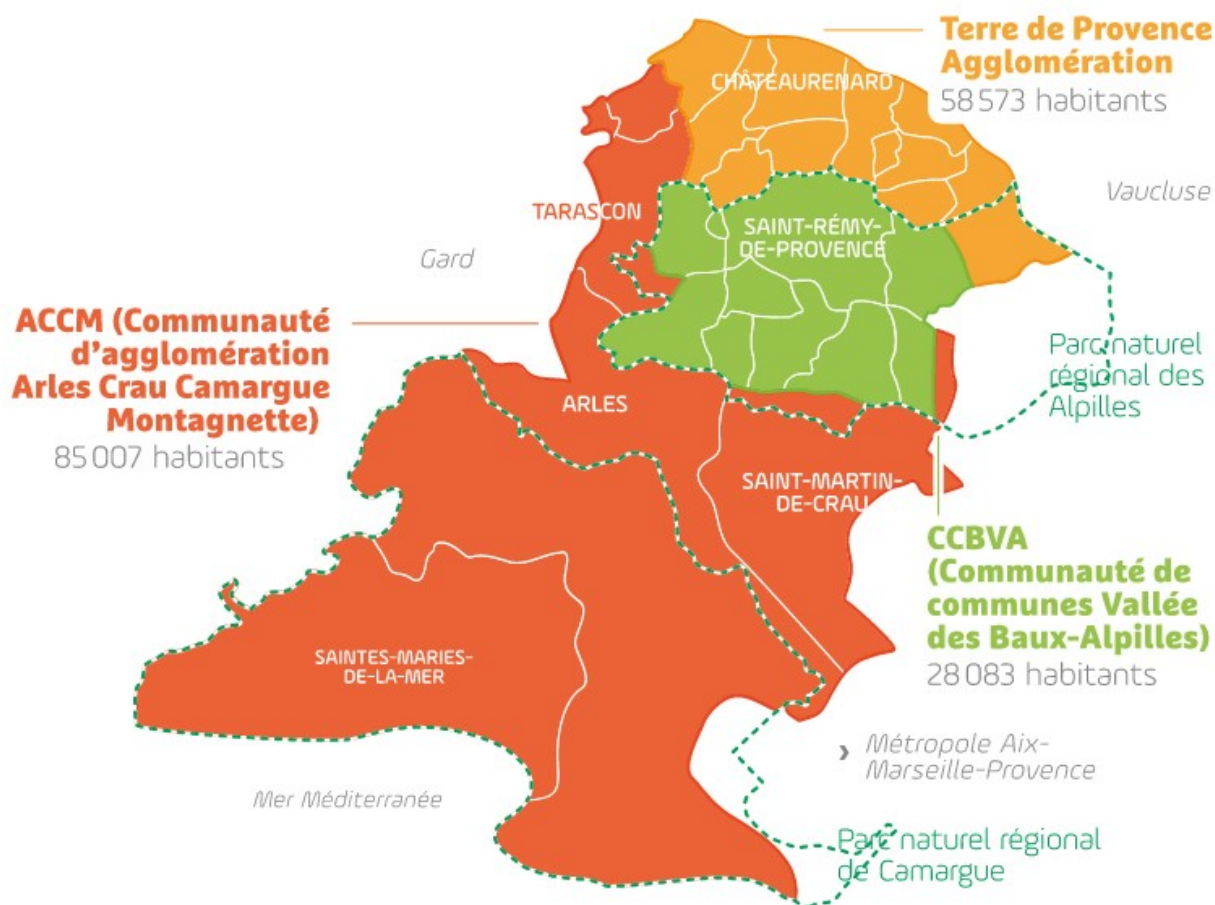 Terre de Provence
Agglomération
58 573 habitants
CHÂTEAURENARD
Vaucluse
TARASCON
SAINT-RÉMY-
DE-PROVENCE
Gard
ACCM (Communauté
d'agglomération
Arles Crau Camargue
Montagnette)
85 007 habitants
Parc naturel
régional des
Alpilles
ARLES
SAINT-MARTIN-
DE-CRAU
CCBVA
(Communauté de
communes Vallée
des Baux-Alpilles)
28 083 habitants
SAINTES-MARIES-
DE-LA-MER
› Métropole Aix-
Marseille-Provence
Mer Méditerranée
Parc naturel régional
de Camargue